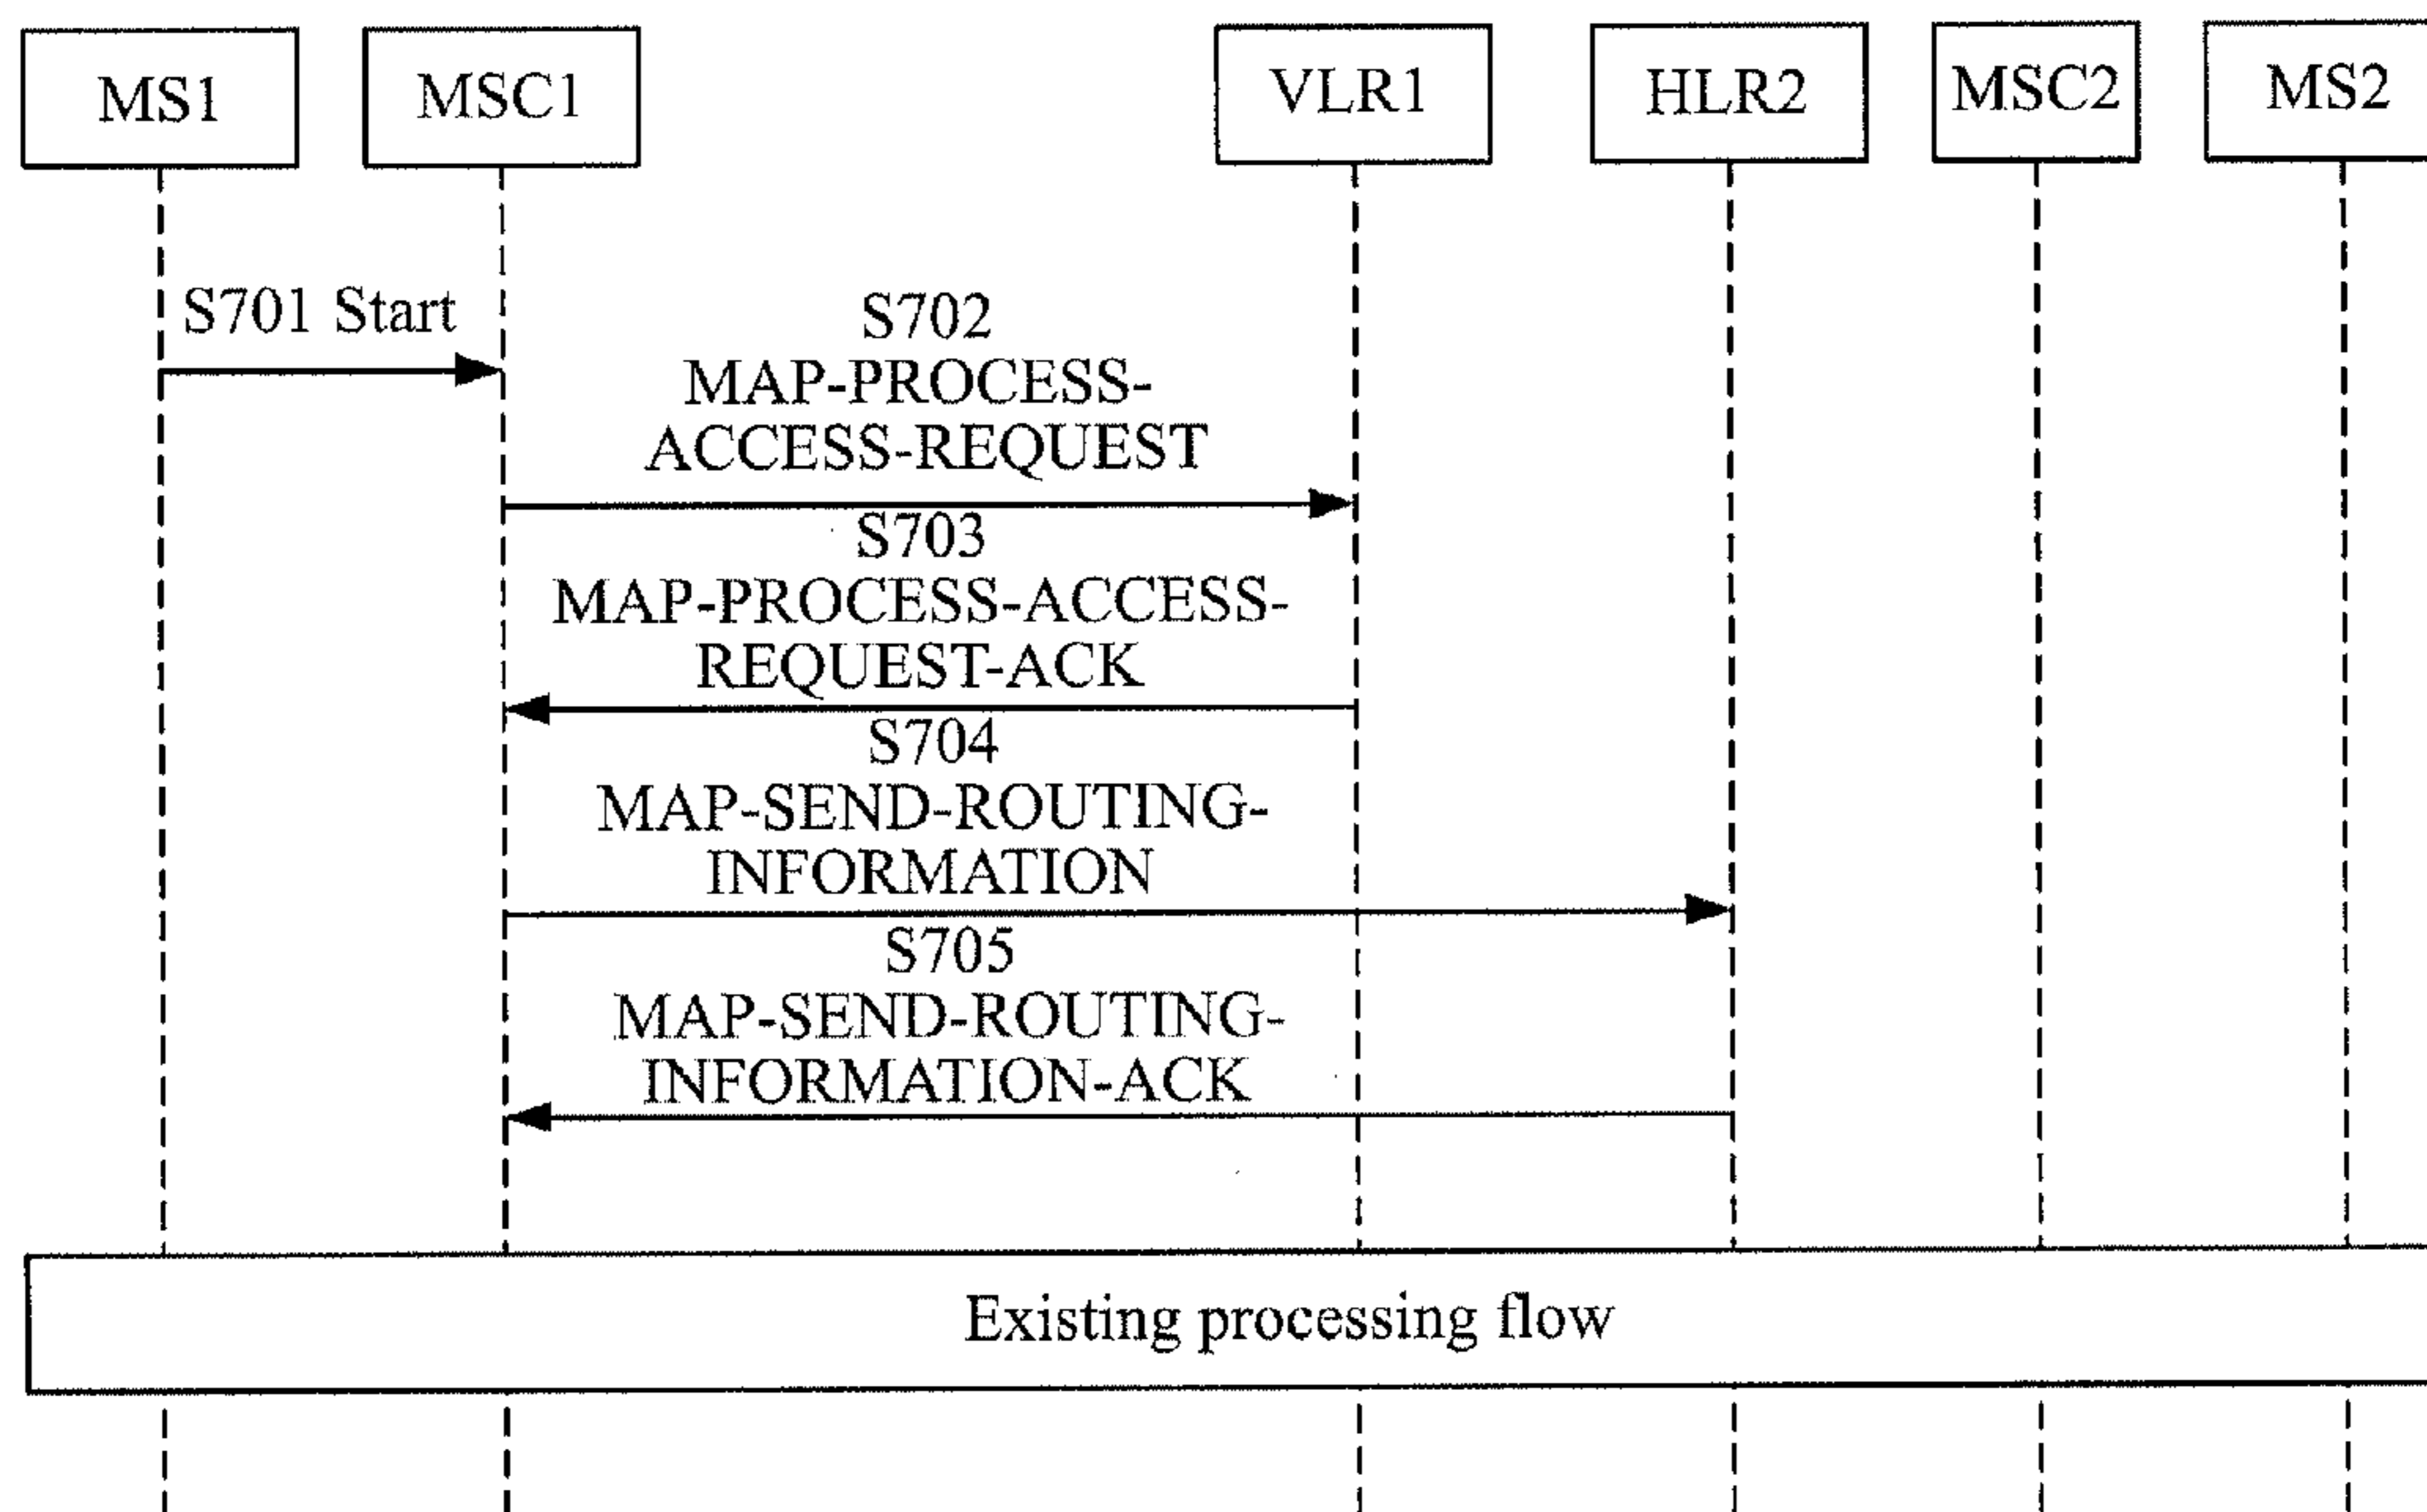 MS1
MSC1
VLR1
HLR2
MSC2
MS2
S701 Start
S702
MAP-PROCESS-
ACCESS-REQUEST
S703
MAP-PROCESS-ACCESS-
REQUEST-ACK
S704
MAP-SEND-ROUTING-
INFORMATION
S705
MAP-SEND-ROUTING-
INFORMATION-ACK
Existing processing flow